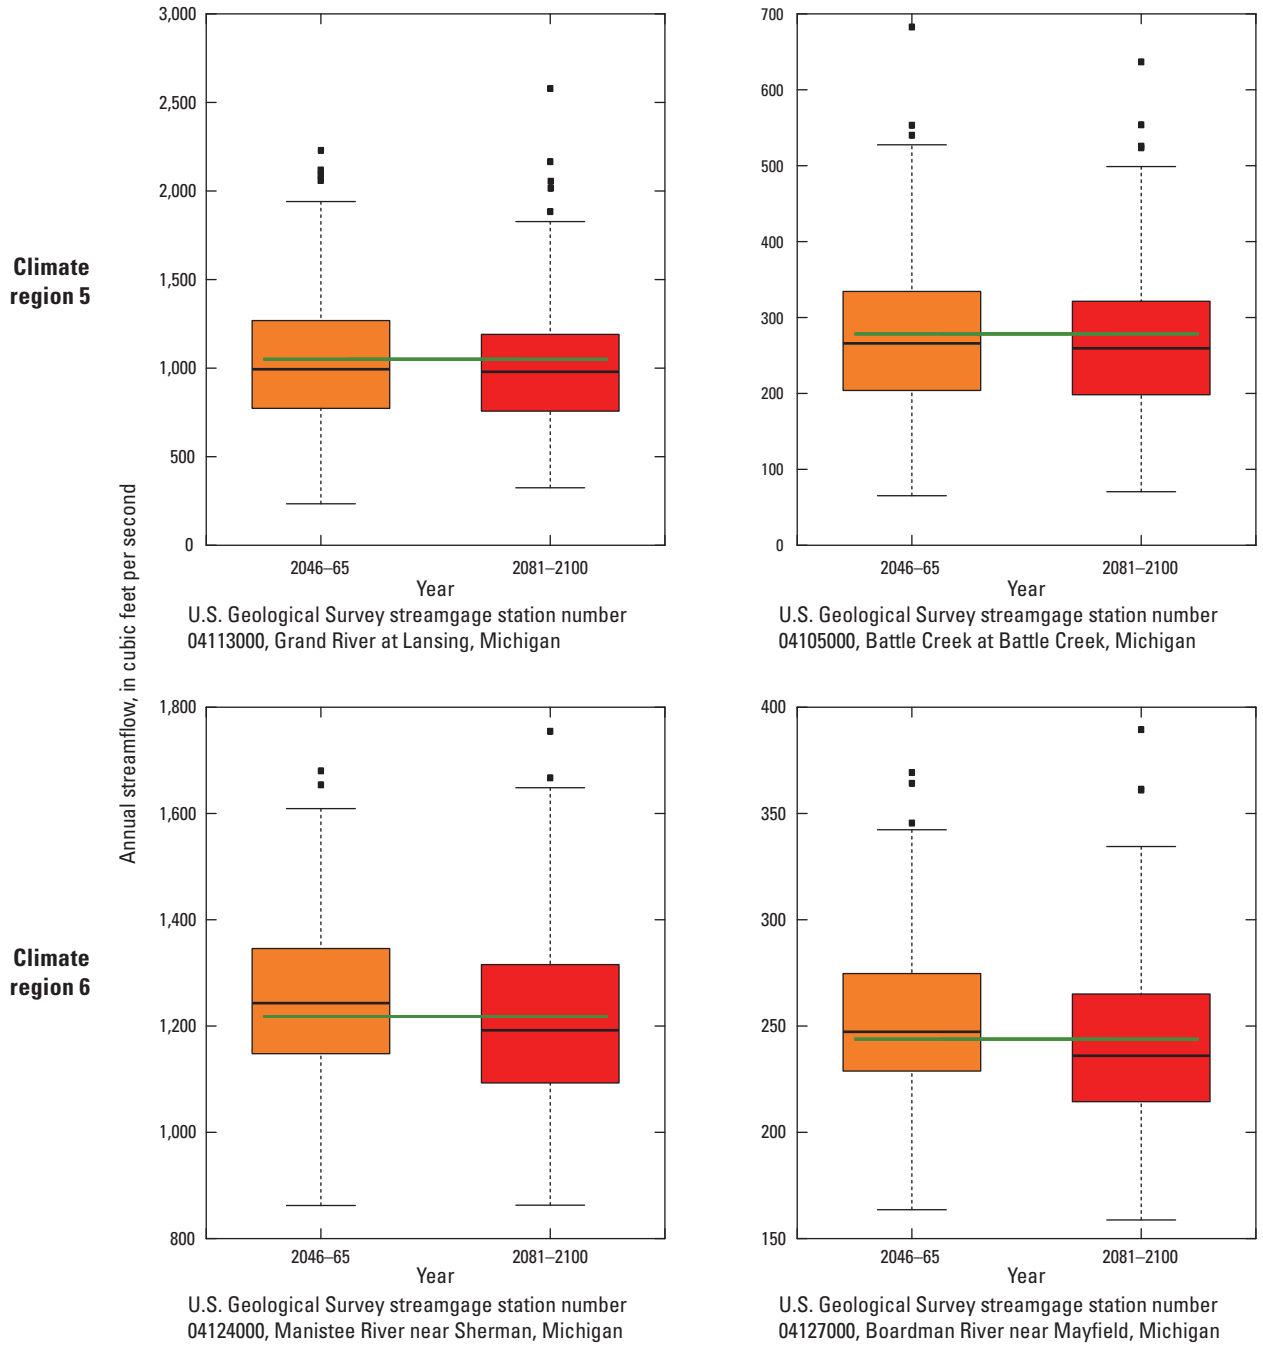 Climate
region 5
Climate
region 6
Annual streamflow, in cubic feet per second
3,000
2,500
2,000
1,500
1,000
500
0
2046–65
2081–2100
Year
U.S. Geological Survey streamgage station number
04113000, Grand River at Lansing, Michigan
700
600
500
400
300
200
100
0
2046–65
2081–2100
Year
U.S. Geological Survey streamgage station number
04105000, Battle Creek at Battle Creek, Michigan
1,800
1,600
1,400
1,200
1,000
800
2046–65
2081–2100
Year
U.S. Geological Survey streamgage station number
04124000, Manistee River near Sherman, Michigan
400
350
300
250
200
150
2046–65
2081–2100
Year
U.S. Geological Survey streamgage station number
04127000, Boardman River near Mayfield, Michigan